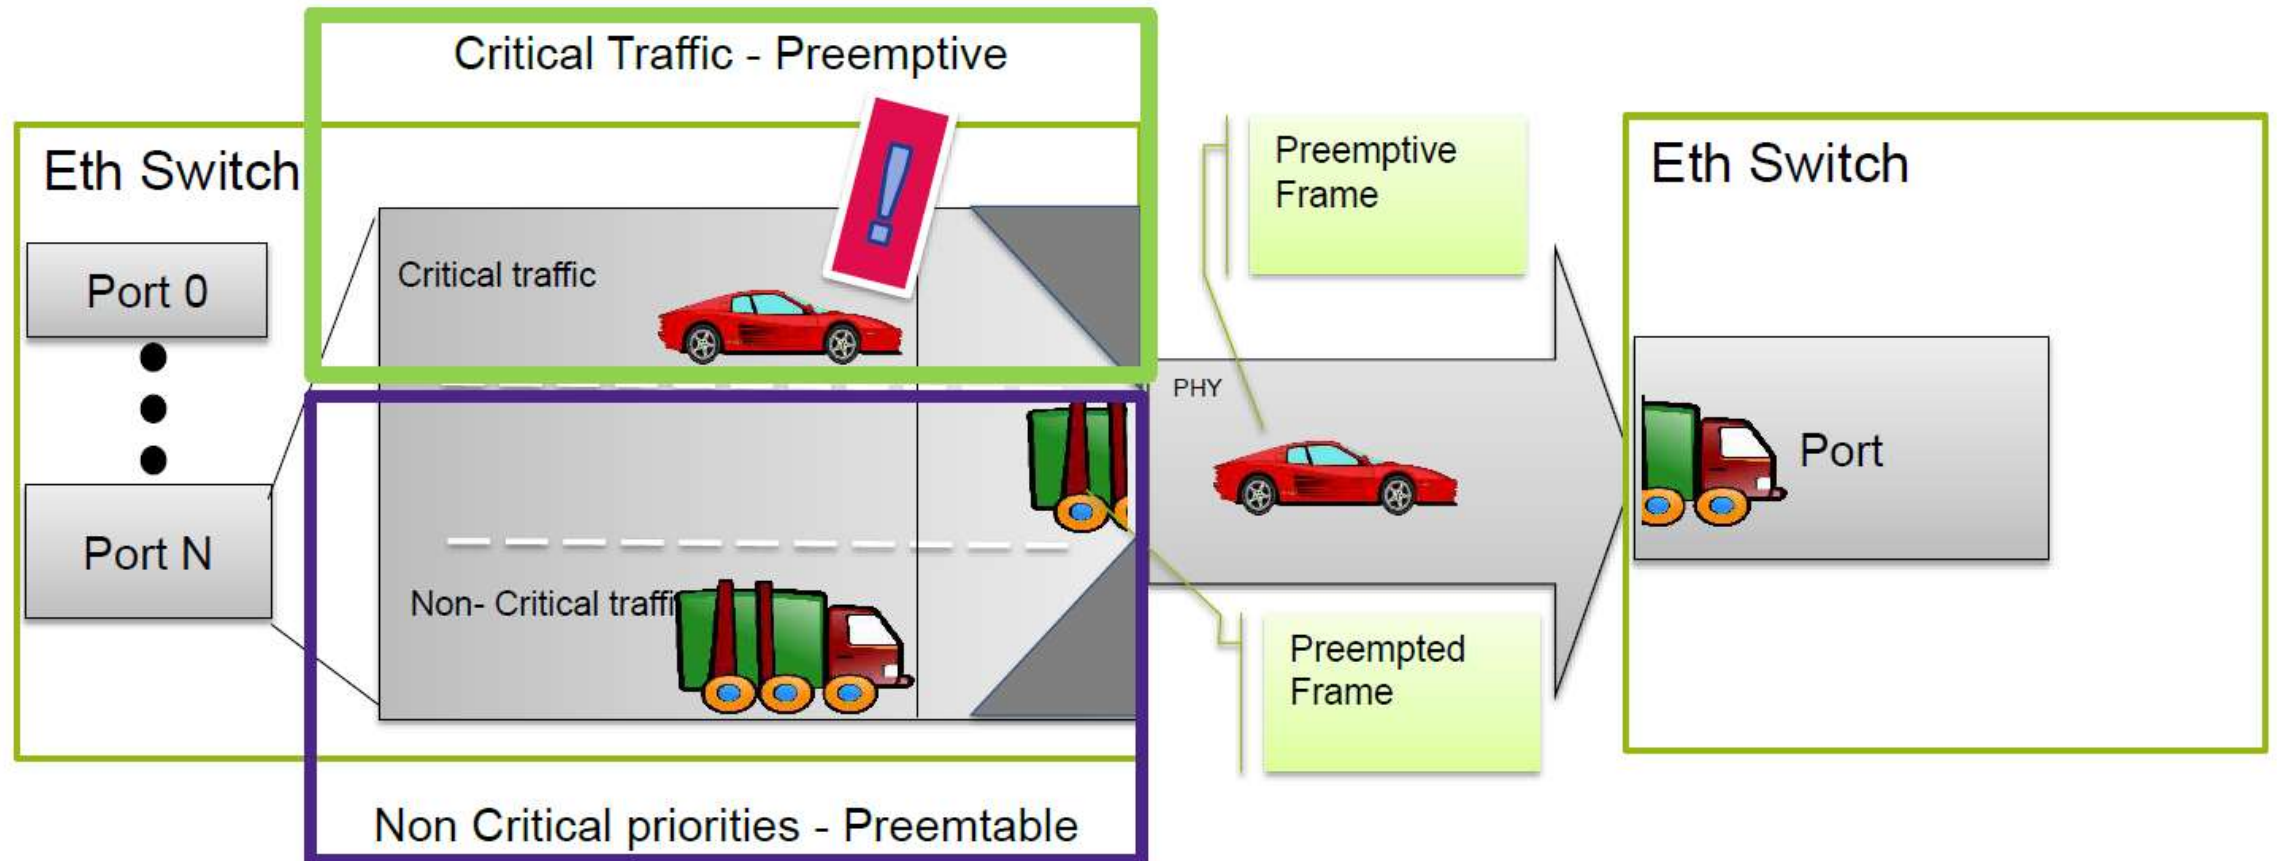 Critical Traffic - Preemptive
Eth Switch
Port 0
Port N
Critical traffic
Non- Critical traffi
Preemptive
Frame
PHY
Preempted
Frame
Eth Switch
Port
Non Critical priorities - Preemtable